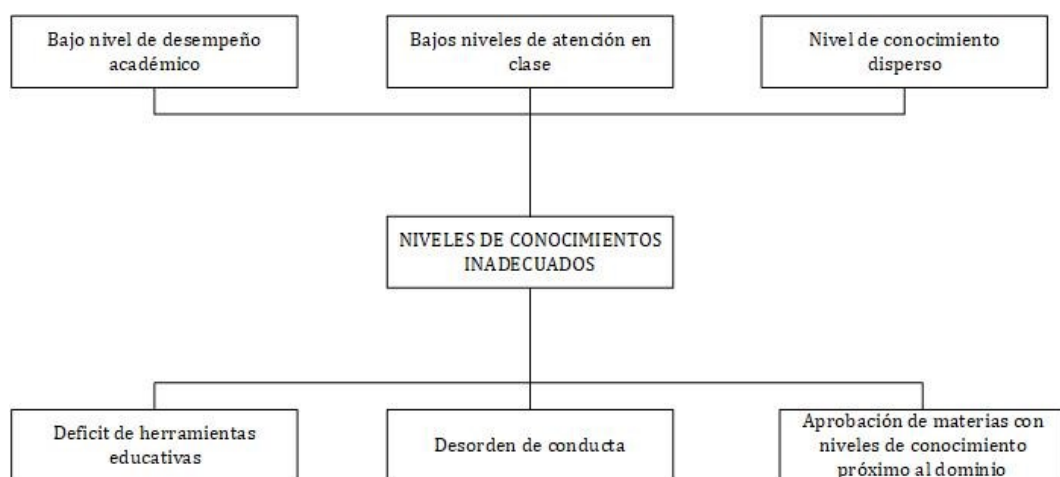 Bajo nivel de desempeño
académico
Bajos niveles de atención en
clase
Nivel de conocimiento
disperso
NIVELES DE CONOCIMIENTOS
INADECUADOS
Deficit de herramientas
educativas
Desorden de conducta
Aprobación de materias con
niveles de conocimiento
próximo al dominio